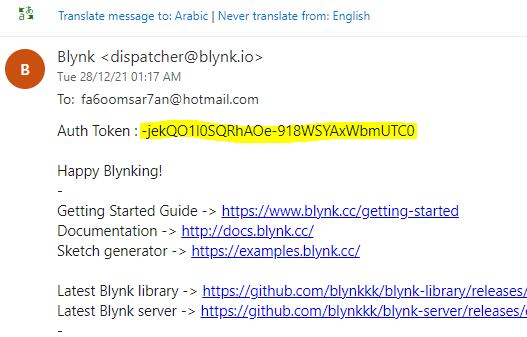 Translate message to: Arabic | Never translate from: English
B
Blynk <dispatcher@blynk.io>
Tue 28/12/21 01:17 AM
To: fa6oomsar7an@hotmail.com
Auth Token : -jekQO1I0SQRhAOe-918WSYAxWbmUTC0
Happy Blynking!
-
Getting Started Guide -> https://www.blynk.cc/getting-started
Documentation -> http://docs.blynk.cc/
Sketch generator -> https://examples.blynk.cc/
Latest Blynk library -> https://github.com/blynkkk/blynk-library/releases/
Latest Blynk server -> https://github.com/blynkkk/blynk-server/releases/
-